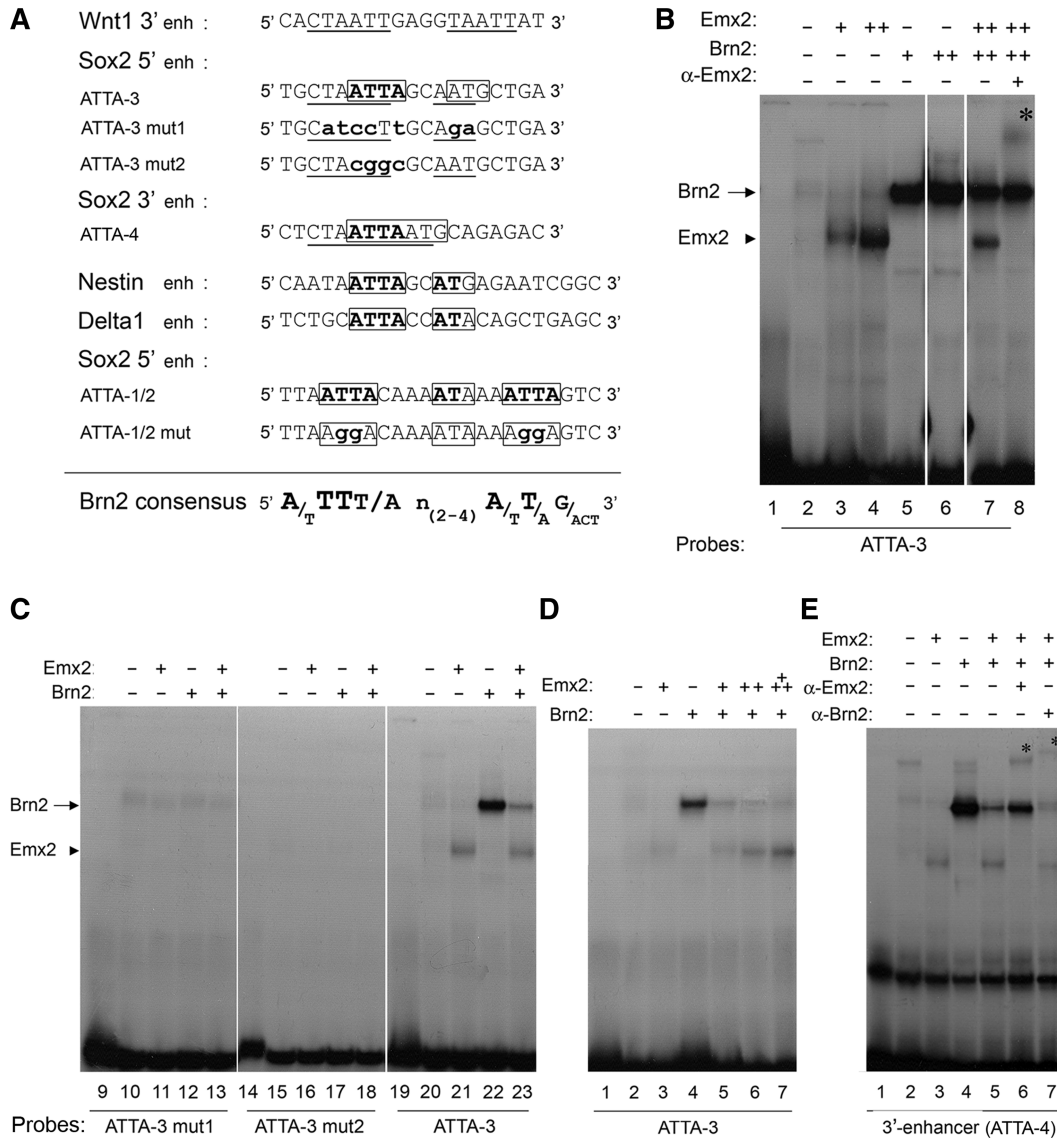 A
Wnt1 3’ enh : 5’ CACTAATTGAGGTAATTAT 3’
Sox2 5’ enh :
ATTA-3 5’ TGCTAATTAGCAATGCTGA 3’
ATTA-3 mut1 5’ TGCatccTtGCAgaGCTGA 3’
ATTA-3 mut2 5’ TGCTAcggcGCAATGCTGA 3’
Sox2 3’ enh :
ATTA-4 5’ CTCTAATTAATGCAGAGAC 3’
Nestin enh : 5’ CAATAATTAGCATGAGAATCGGC 3’
Delta1 enh : 5’ TCTGCATTACCATACAGCTGAGC 3’
Sox2 5’ enh :
ATTA-1/2 5’ TTAATTACAAAATAAAATTAGTC 3’
ATTA-1/2 mut 5’ TTAAggACAAAATAAAAggAGTC 3’
Brn2 consensus 5’ A/T TTT/A n(2-4) A/T T/A G/ACT 3’
B
Emx2: – + ++ – – ++ ++
Brn2: – – – + ++ ++ ++
α-Emx2: – – – – – – +
*
Brn2
Emx2
1 2 3 4 5 6 7 8
Probes: ATTA-3
C
Emx2: – + – + – + – + – + – +
Brn2: – – + + – – + + – – + +
Brn2
Emx2
9 10 11 12 13 14 15 16 17 18 19 20 21 22 23
Probes: ATTA-3 mut1 ATTA-3 mut2 ATTA-3
D
+
Emx2: – + – + ++ ++
Brn2: – – + + + +
1 2 3 4 5 6 7
ATTA-3
E
Emx2: – + – + + +
Brn2: – – + + + +
α-Emx2: – – – – + –
α-Brn2: – – – – – +
* *
1 2 3 4 5 6 7
3’-enhancer (ATTA-4)